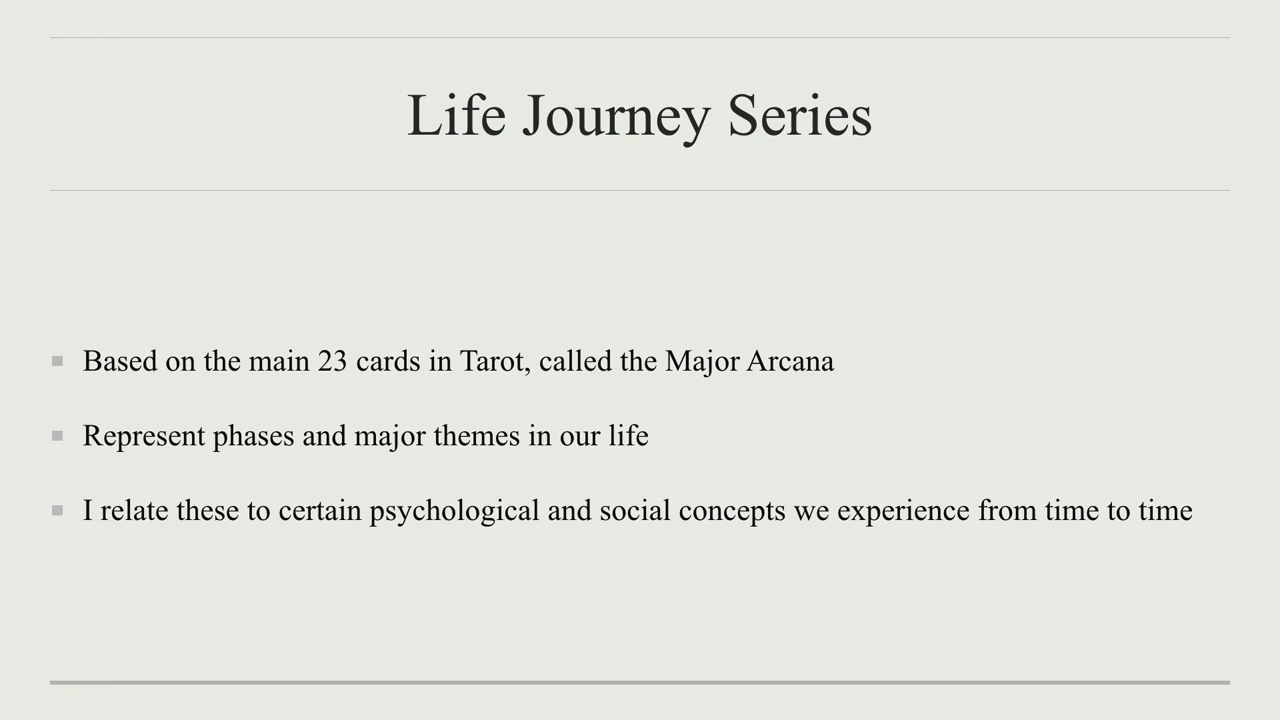 Life Journey Series
Based on the main 23 cards in Tarot, called the Major Arcana
Represent phases and major themes in our life
I relate these to certain psychological and social concepts we experience from time to time